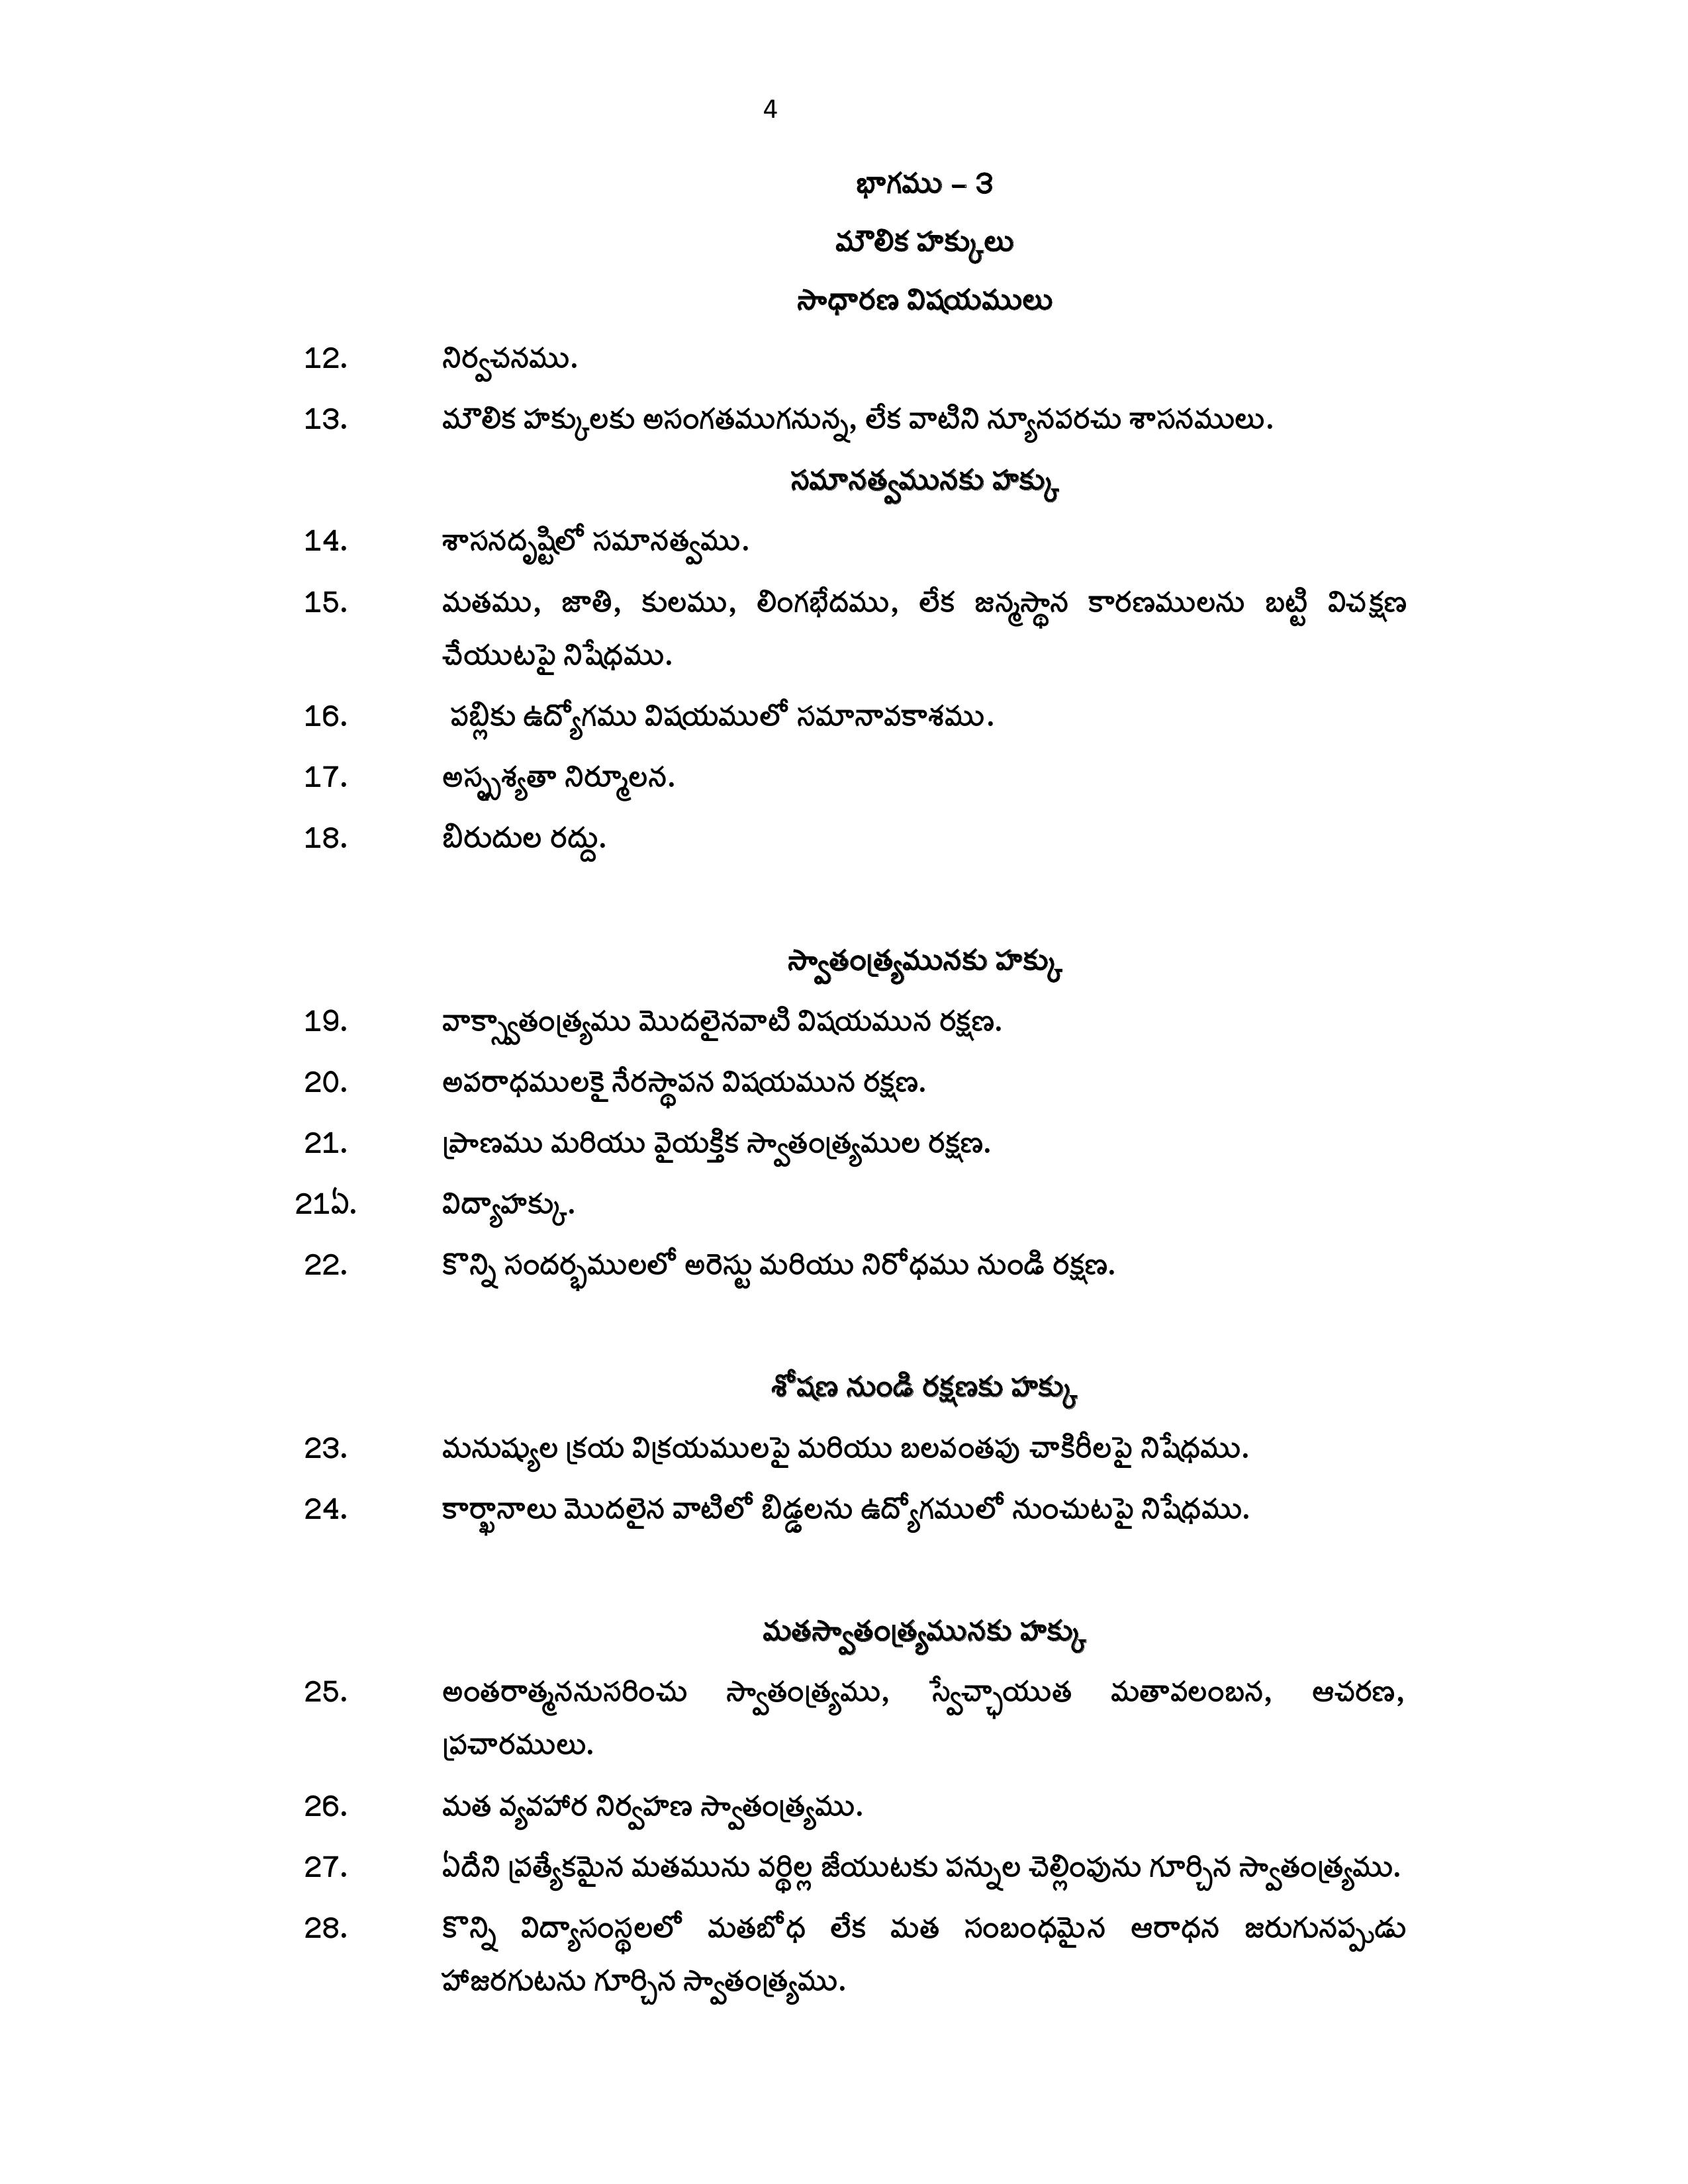 4
భాగము – 3
మౌలిక హక్కులు
సాధారణ విషయములు
12. నిర్వచనము.
13. మౌలిక హక్కులకు అసంగతముగనున్న, లేక వాటిని న్యూనపరచు శాసనములు.
సమానత్వమునకు హక్కు
14. శాసనదృష్టిలో సమానత్వము.
15. మతము, జాతి, కులము, లింగభేదము, లేక జన్మస్థాన కారణములను బట్టి విచక్షణ
చేయుటపై నిషేధము.
16. పబ్లికు ఉద్యోగము విషయములో సమానావకాశము.
17. అస్పృశ్యతా నిర్మూలన.
18. బిరుదుల రద్దు.
స్వాతంత్ర్యమునకు హక్కు
19. వాక్స్వాతంత్ర్యము మొదలైనవాటి విషయమున రక్షణ.
20. అపరాధములకై నేరస్థాపన విషయమున రక్షణ.
21. ప్రాణము మరియు వైయక్తిక స్వాతంత్ర్యముల రక్షణ.
21ఏ. విద్యాహక్కు.
22. కొన్ని సందర్భములలో అరెస్టు మరియు నిరోధము నుండి రక్షణ.
శోషణ నుండి రక్షణకు హక్కు
23. మనుష్యుల క్రయ విక్రయములపై మరియు బలవంతపు చాకిరీలపై నిషేధము.
24. కార్ఖానాలు మొదలైన వాటిలో బిడ్డలను ఉద్యోగములో నుంచుటపై నిషేధము.
మతస్వాతంత్ర్యమునకు హక్కు
25. అంతరాత్మననుసరించు స్వాతంత్ర్యము, స్వేచ్ఛాయుత మతావలంబన, ఆచరణ,
ప్రచారములు.
26. మత వ్యవహార నిర్వహణ స్వాతంత్ర్యము.
27. ఏదేని ప్రత్యేకమైన మతమును వర్థిల్ల జేయుటకు పన్నుల చెల్లింపును గూర్చిన స్వాతంత్ర్యము.
28. కొన్ని విద్యాసంస్థలలో మతబోధ లేక మత సంబంధమైన ఆరాధన జరుగునప్పుడు
హాజరగుటను గూర్చిన స్వాతంత్ర్యము.